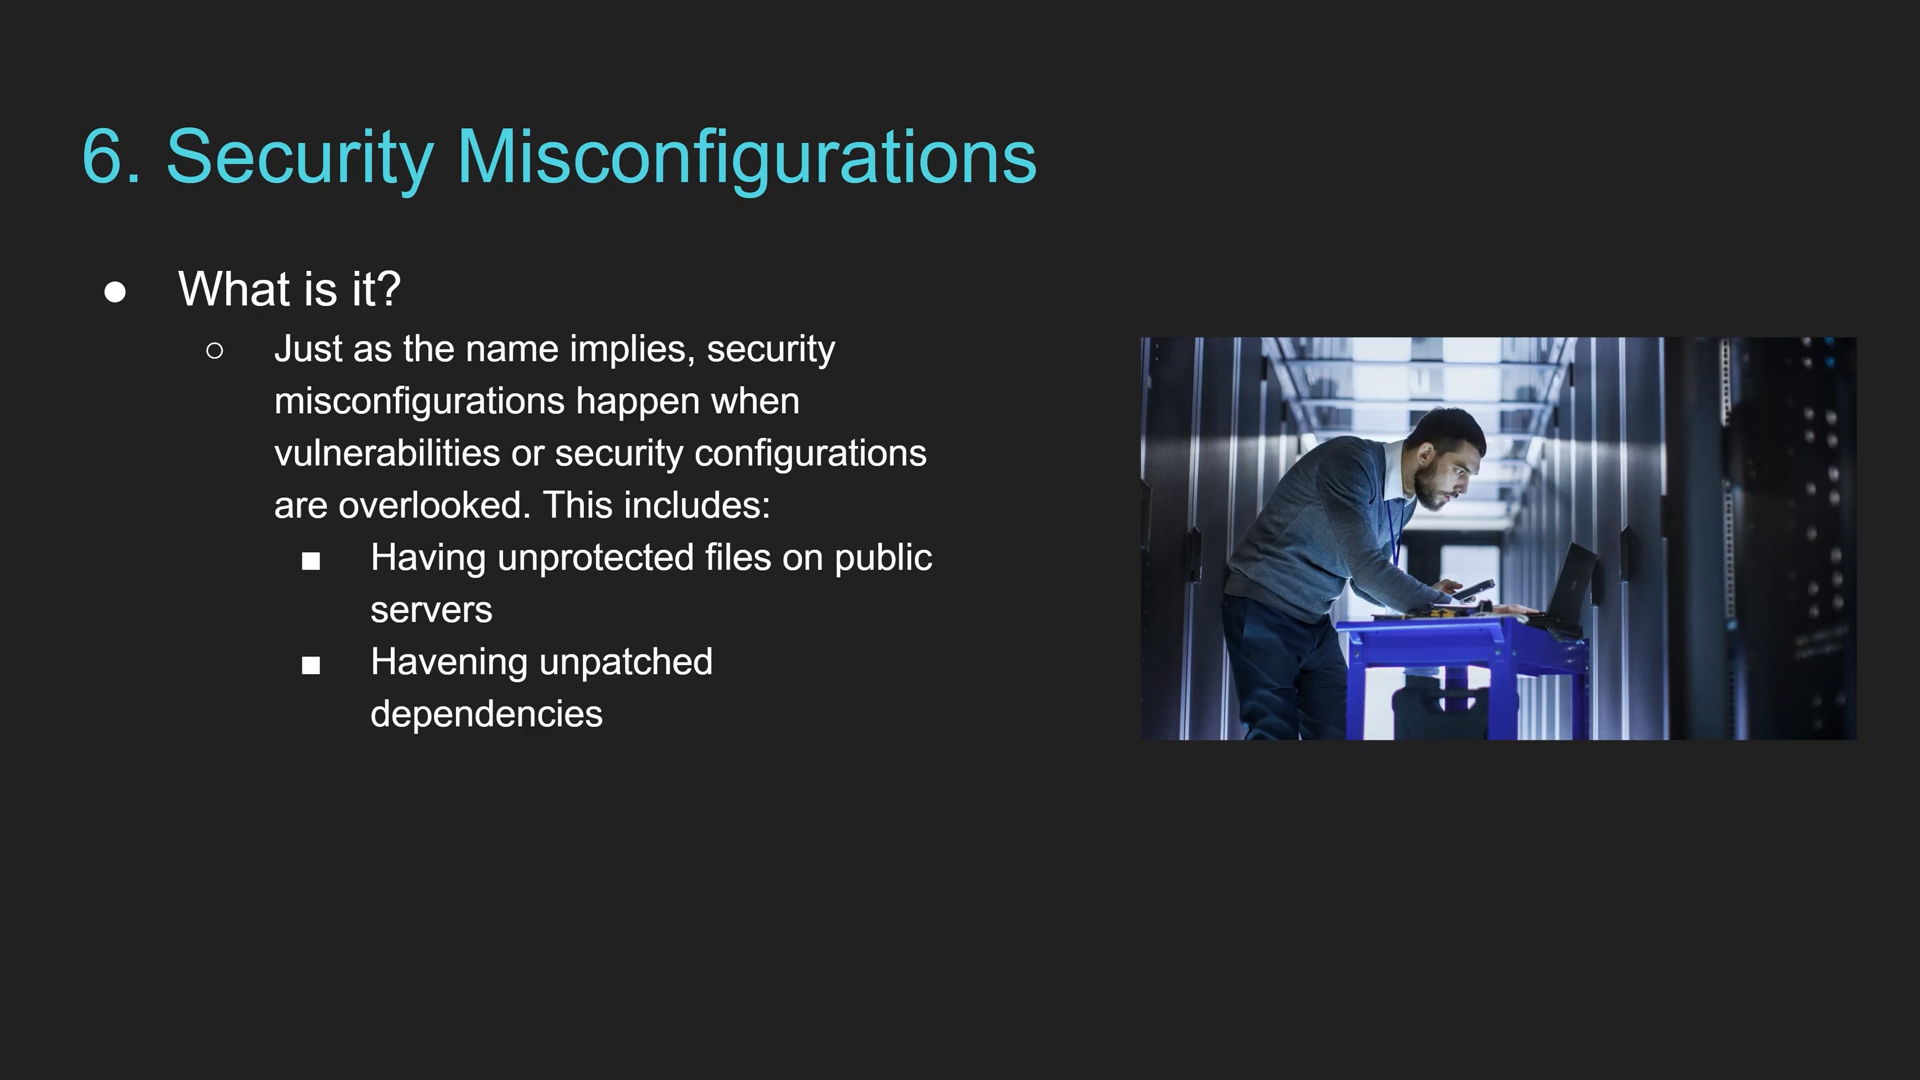 6. Security Misconfigurations
● What is it?
○ Just as the name implies, security
misconfigurations happen when
vulnerabilities or security configurations
are overlooked. This includes:
■ Having unprotected files on public
servers
■ Havening unpatched
dependencies